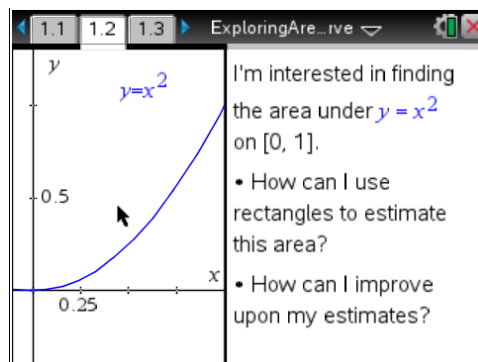 1.1 1.2 1.3 ExploringAre...rve
y
y=x²
0.5
x
0.25
I'm interested in finding
the area under y = x²
on [0, 1].
• How can I use
rectangles to estimate
this area?
• How can I improve
upon my estimates?